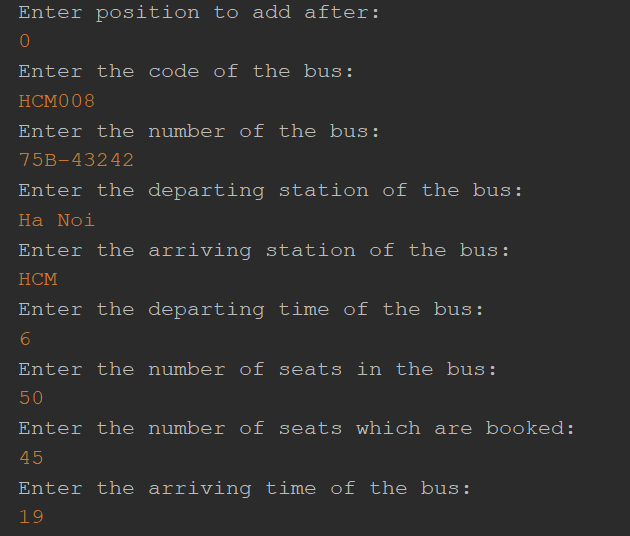 Enter position to add after:
0
Enter the code of the bus:
HCM008
Enter the number of the bus:
75B-43242
Enter the departing station of the bus:
Ha Noi
Enter the arriving station of the bus:
HCM
Enter the departing time of the bus:
6
Enter the number of seats in the bus:
50
Enter the number of seats which are booked:
45
Enter the arriving time of the bus:
19